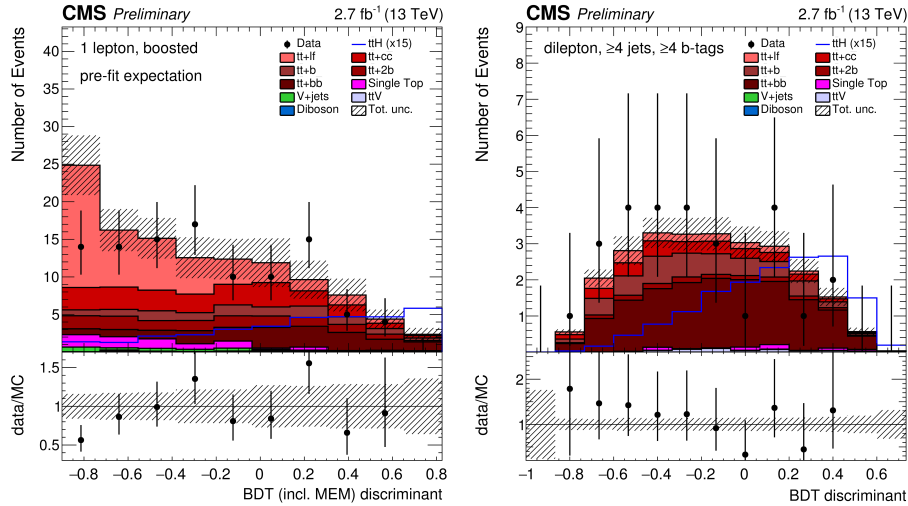 CMS Preliminary 2.7 fb⁻¹ (13 TeV)
Number of Events
1 lepton, boosted
pre-fit expectation
Data ttH (x15)
tt+lf tt+cc
tt+b tt+2b
tt+bb Single Top
V+jets ttV
Diboson Tot. unc.
40
35
30
25
20
15
10
5
data/MC
1.5
1
0.5
−0.8 −0.6 −0.4 −0.2 0 0.2 0.4 0.6 0.8
BDT (incl. MEM) discriminant
CMS Preliminary 2.7 fb⁻¹ (13 TeV)
Number of Events
dilepton, ≥4 jets, ≥4 b-tags
Data ttH (x15)
tt+lf tt+cc
tt+b tt+2b
tt+bb Single Top
V+jets ttV
Diboson Tot. unc.
9
8
7
6
5
4
3
2
1
data/MC
2
1
−1 −0.8 −0.6 −0.4 −0.2 0 0.2 0.4 0.6
BDT discriminant